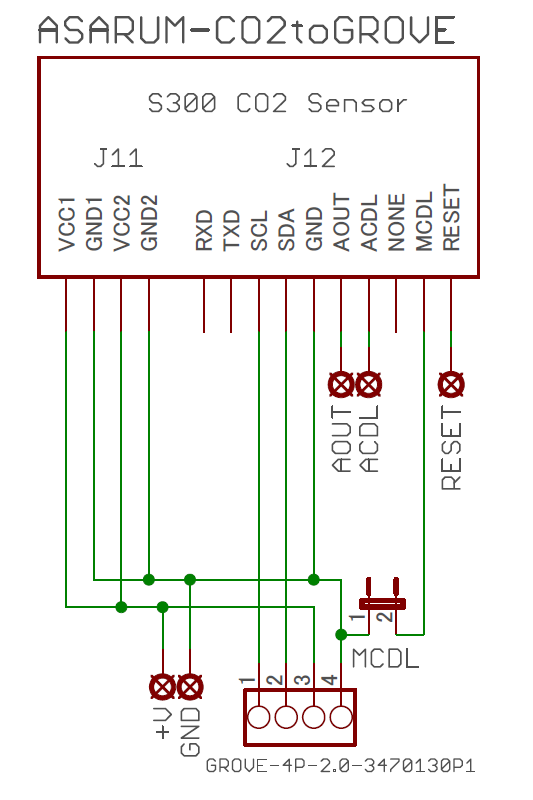 ASARUM-CO2toGROVE
S300 CO2 Sensor
J11 J12
VCC1 GND1 VCC2 GND2 RXD TXD SCL SDA GND AOUT ACDL NONE MCDL RESET
AOUT ACDL RESET
1 2
MCDL
1 2 3 4
+V GND
GROVE-4P-2.0-3470130P1